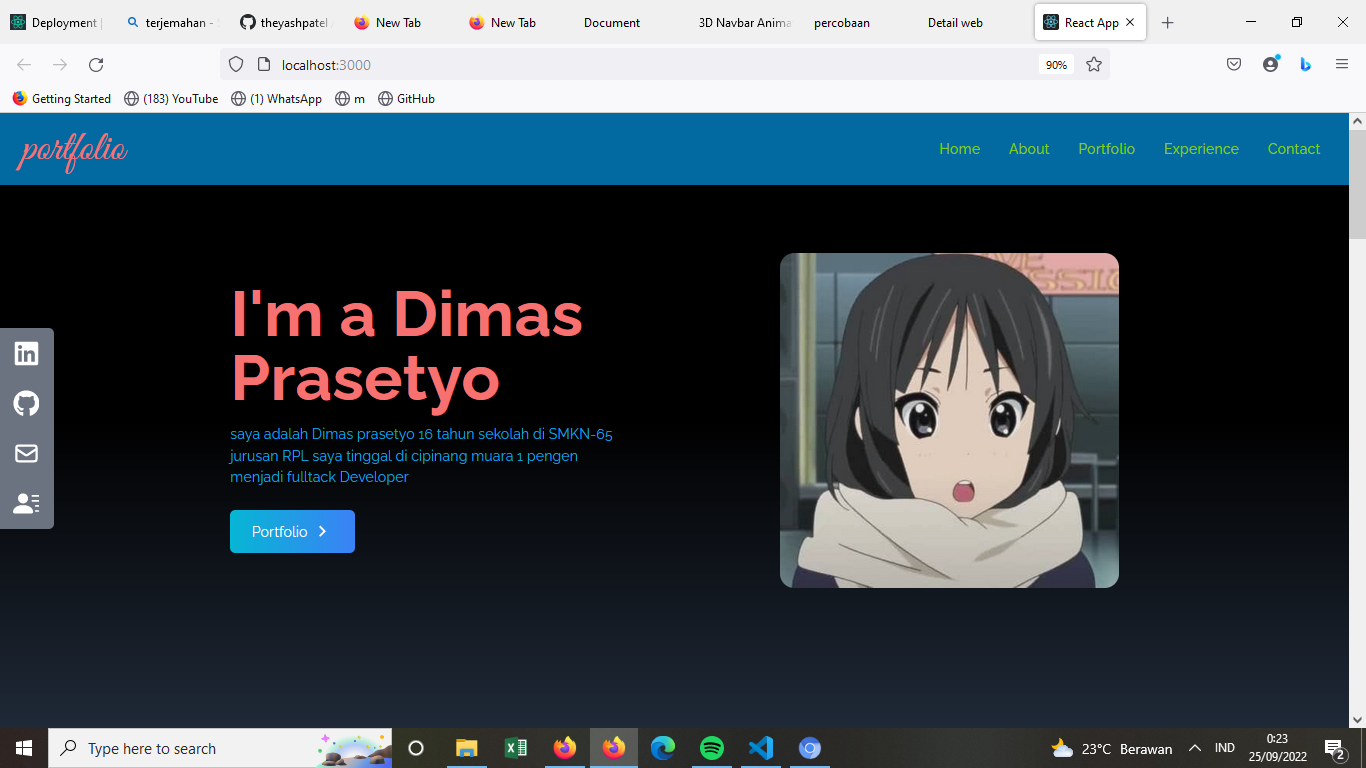 Deployment |
terjemahan -
theyashpatel
New Tab
New Tab
Document
3D Navbar Anima
percobaan
Detail web
React App
localhost:3000
90%
Getting Started
(183) YouTube
(1) WhatsApp
m
GitHub
portfolio
Home
About
Portfolio
Experience
Contact
I'm a Dimas
Prasetyo
saya adalah Dimas prasetyo 16 tahun sekolah di SMKN-65
jurusan RPL saya tinggal di cipinang muara 1 pengen
menjadi fulltack Developer
Portfolio
Type here to search
23°C Berawan
IND
0:23
25/09/2022
2